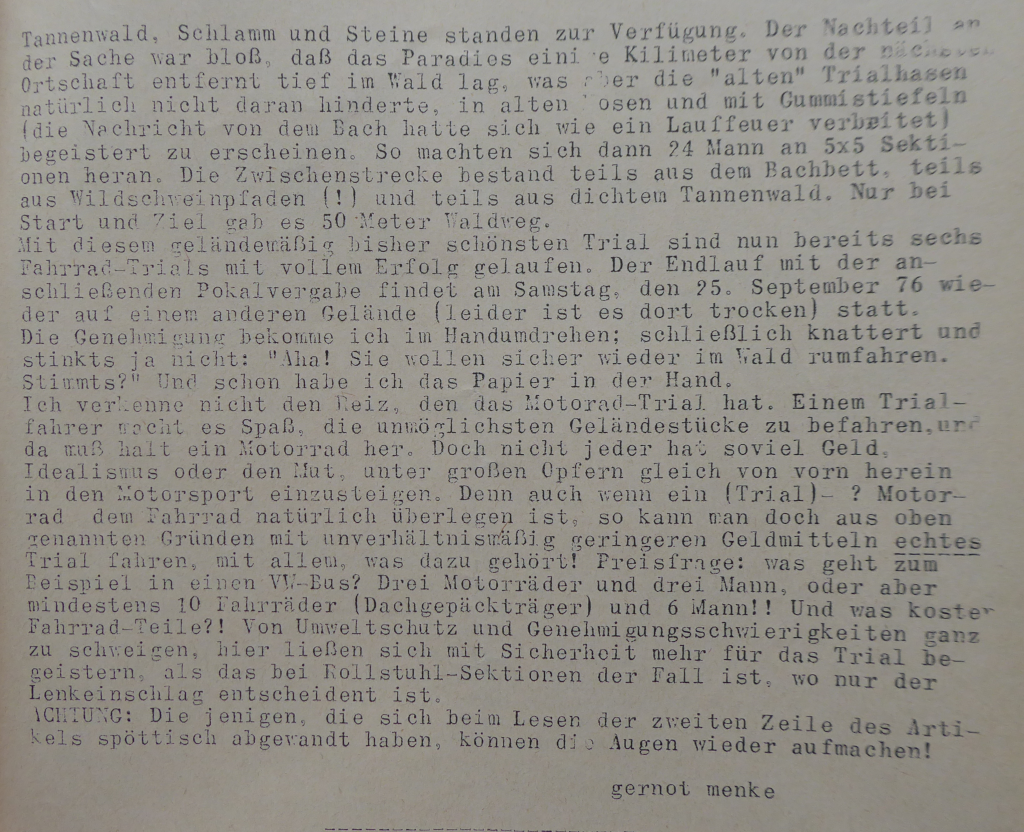 Tannenwald, Schlamm und Steine standen zur Verfügung. Der Nachteil an
der Sache war bloß, daß das Paradies eini e Kilimeter von der nächsten
Ortschaft entfernt tief im Wald lag, was aber die "alten" Trialhasen
natürlich nicht daran hinderte, in alten osen und mit Gummistiefeln
(die Nachricht von dem Bach hatte sich wie ein Lauffeuer verbeitet)
begeistert zu erscheinen. So machten sich dann 24 Mann an 5x5 Sekti-
onen heran. Die Zwischenstrecke bestand teils aus dem Bachbett, teils
aus Wildschweinpfaden (!) und teils aus dichtem Tannenwald. Nur bei
Start und Ziel gab es 50 Meter Waldweg.
Mit diesem geländemäßig bisher schönsten Trial sind nun bereits sechs
Fahrrad-Trials mit vollem Erfolg gelaufen. Der Endlauf mit der an-
schließenden Pokalvergabe findet am Samstag, den 25. September 76 wie-
der auf einem anderen Gelände (leider ist es dort trocken) statt.
Die Genehmigung bekomme ich im Handumdrehen; schließlich knattert und
stinkts ja nicht: "Aha! Sie wollen sicher wieder im Wald rumfahren.
Stimmts?" Und schon habe ich das Papier in der Hand.
Ich verkenne nicht den Reiz, den das Motorad-Trial hat. Einem Trial-
fahrer macht es Spaß, die unmöglichsten Geländestücke zu befahren,und
da muß halt ein Motorrad her. Doch nicht jeder hat soviel Geld,
Idealismus oder den Mut, unter großen Opfern gleich von vorn herein
in den Motorsport einzusteigen. Denn auch wenn ein (Trial)- ? Motor-
rad dem Fahrrad natürlich überlegen ist, so kann man doch aus oben
genannten Gründen mit unverhältnismäßig geringeren Geldmitteln echtes
Trial fahren, mit allem, was dazu gehört! Preisfrage: was geht zum
Beispiel in einen VW-Bus? Drei Motorräder und drei Mann, oder aber
mindestens 10 Fahrräder (Dachgepäckträger) und 6 Mann!! Und was kosten
Fahrrad-Teile?! Von Umweltschutz und Genehmigungsschwierigkeiten ganz
zu schweigen, hier ließen sich mit Sicherheit mehr für das Trial be-
geistern, als das bei Rollstuhl-Sektionen der Fall ist, wo nur der
Lenkeinschlag entscheident ist.
ACHTUNG: Die jenigen, die sich beim Lesen der zweiten Zeile des Arti-
kels spöttisch abgewandt haben, können die Augen wieder aufmachen!
gernot menke